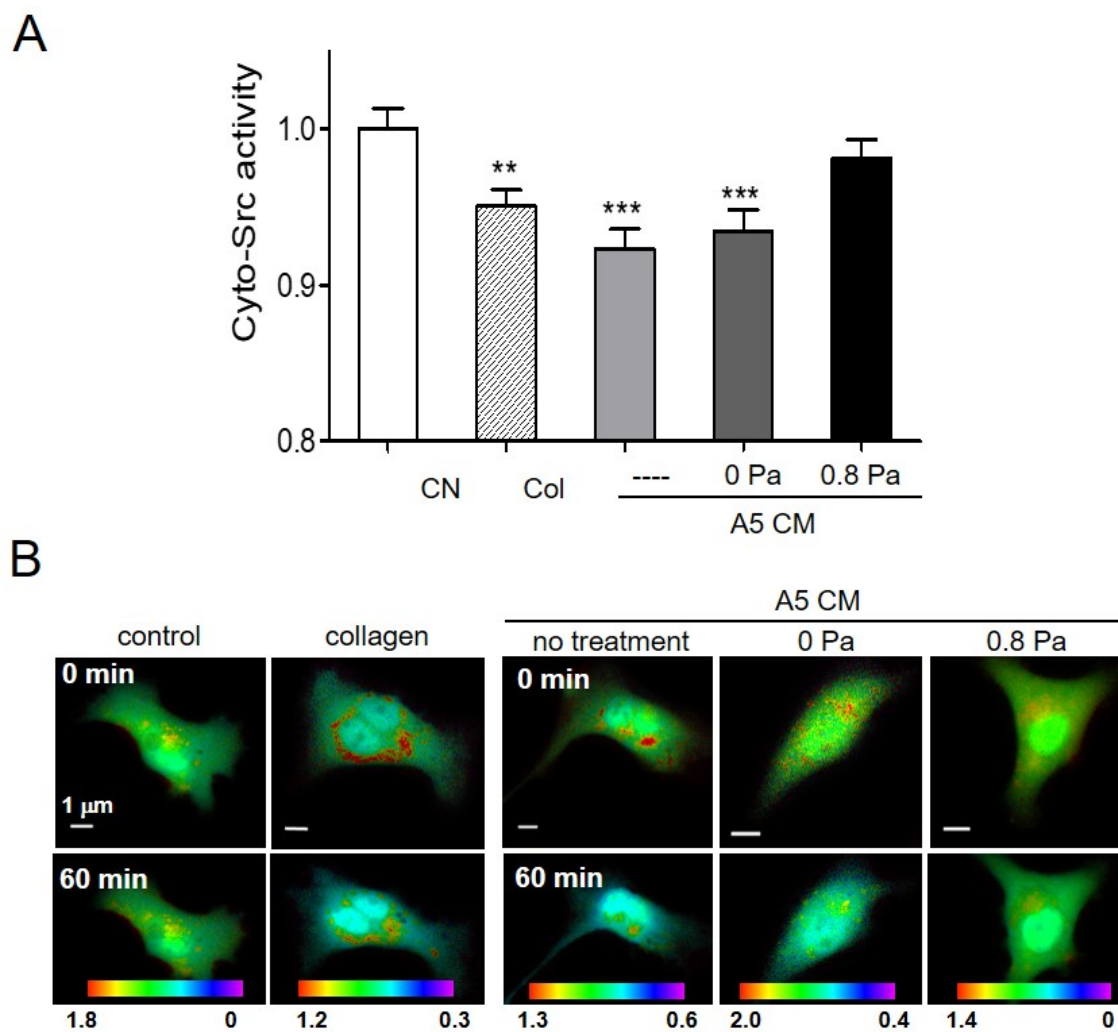 A
Cyto-Src activity
1.0
0.9
0.8
**
***
***
CN Col ---- 0 Pa 0.8 Pa
A5 CM
B
A5 CM
control collagen no treatment 0 Pa 0.8 Pa
0 min 0 min
1 μm
60 min 60 min
1.8 0 1.2 0.3 1.3 0.6 2.0 0.4 1.4 0